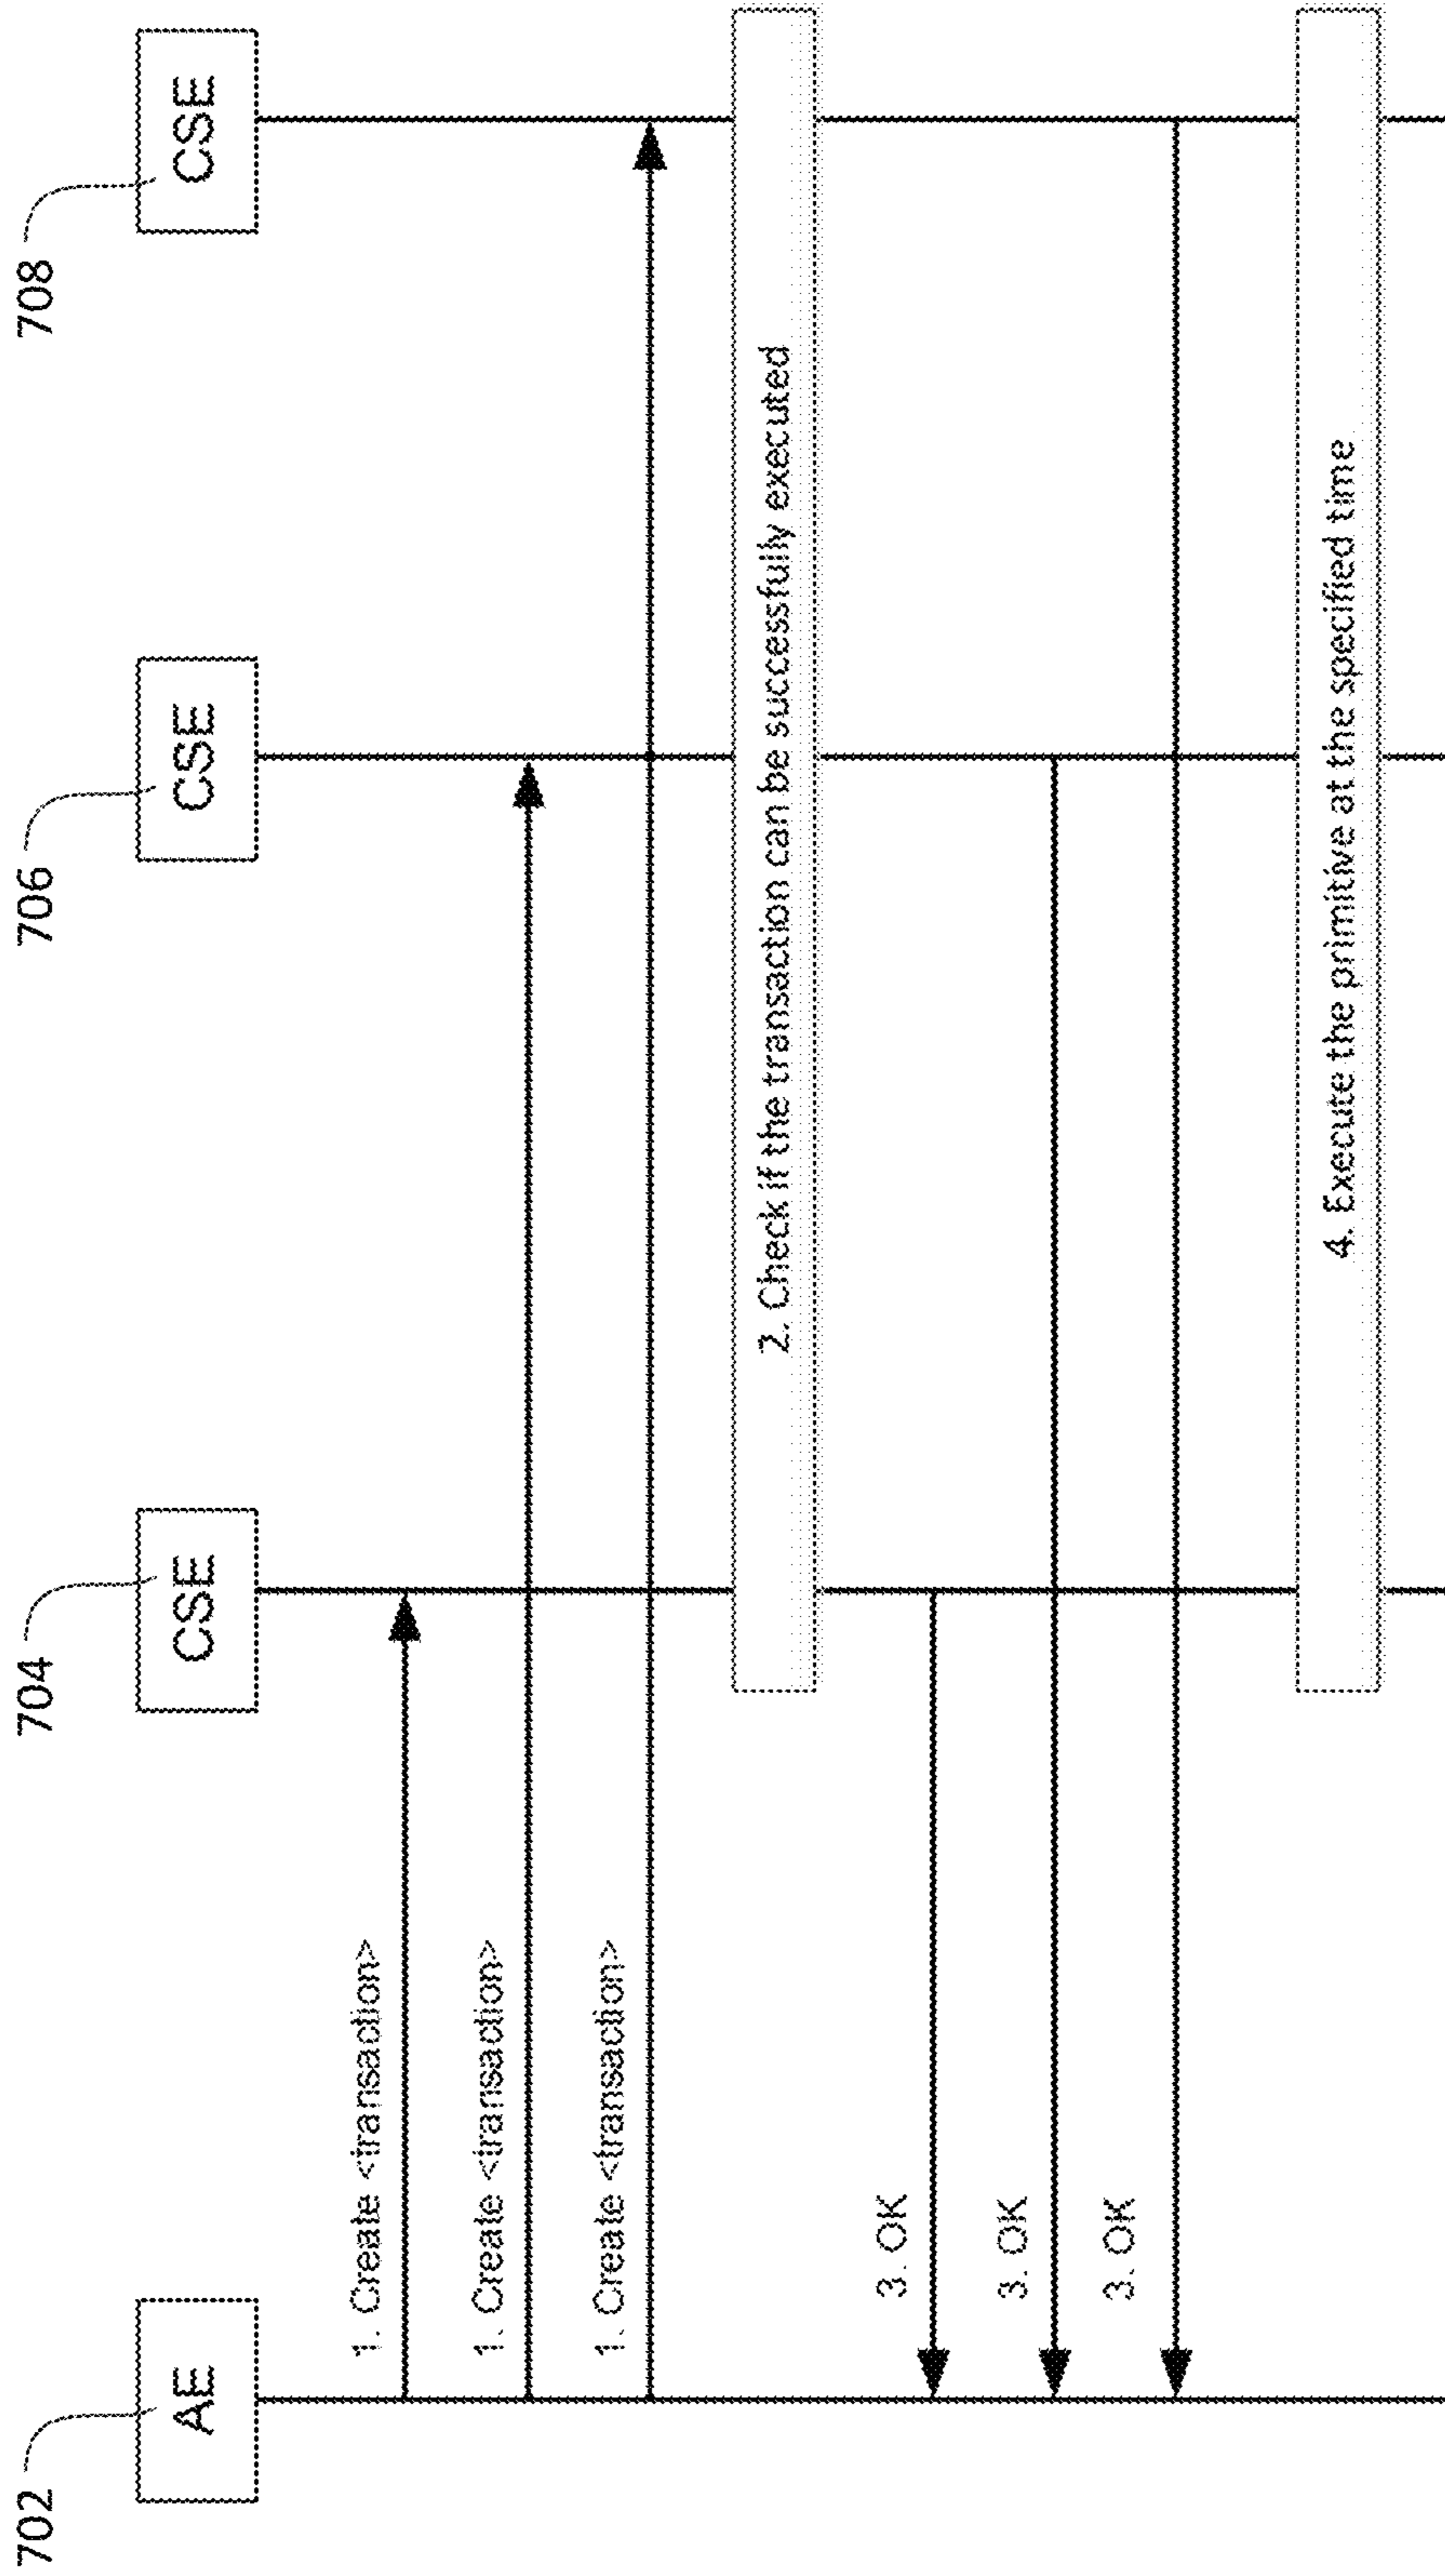 702
AE
704
CSE
706
CSE
708
CSE
1. Create <transaction>
1. Create <transaction>
1. Create <transaction>
2. Check if the transaction can be successfully executed
3. OK
3. OK
3. OK
4. Execute the primitive at the specified time